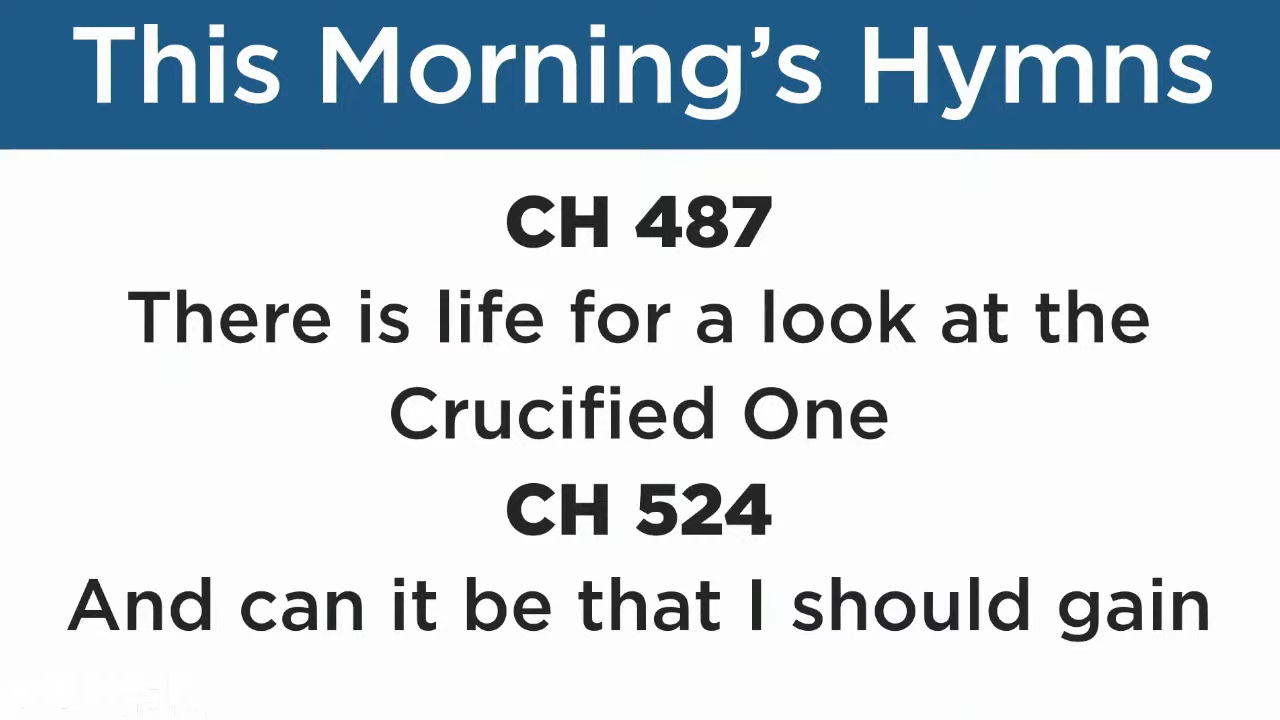 This Morning’s Hymns
CH 487
There is life for a look at the
Crucified One
CH 524
And can it be that I should gain